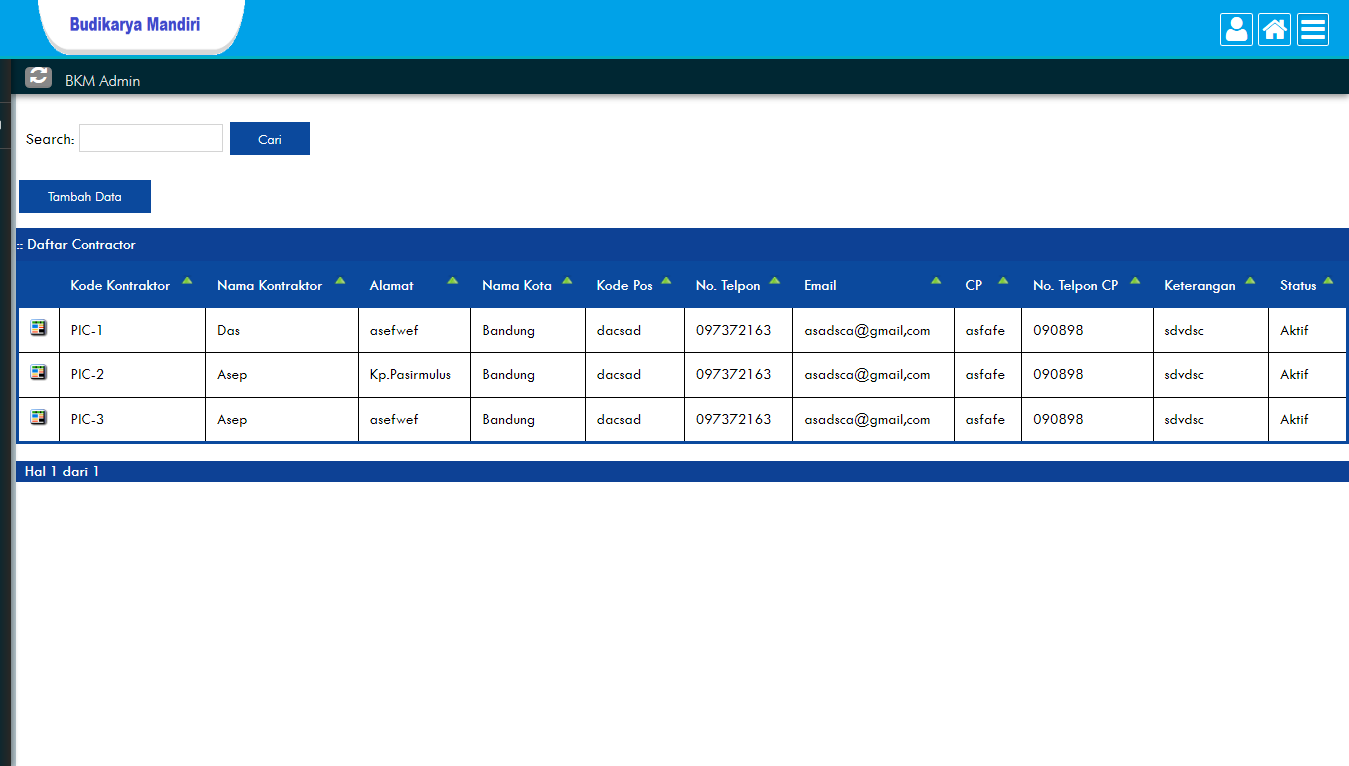 Budikarya Mandiri
BKM Admin
Search: Cari
Tambah Data
:: Daftar Contractor
Kode Kontraktor Nama Kontraktor Alamat Nama Kota Kode Pos No. Telpon Email CP No. Telpon CP Keterangan Status
PIC-1 Das asefwef Bandung dacsad 097372163 asadsca@gmail,com asfafe 090898 sdvdsc Aktif
PIC-2 Asep Kp.Pasirmulus Bandung dacsad 097372163 asadsca@gmail,com asfafe 090898 sdvdsc Aktif
PIC-3 Asep asefwef Bandung dacsad 097372163 asadsca@gmail,com asfafe 090898 sdvdsc Aktif
Hal 1 dari 1